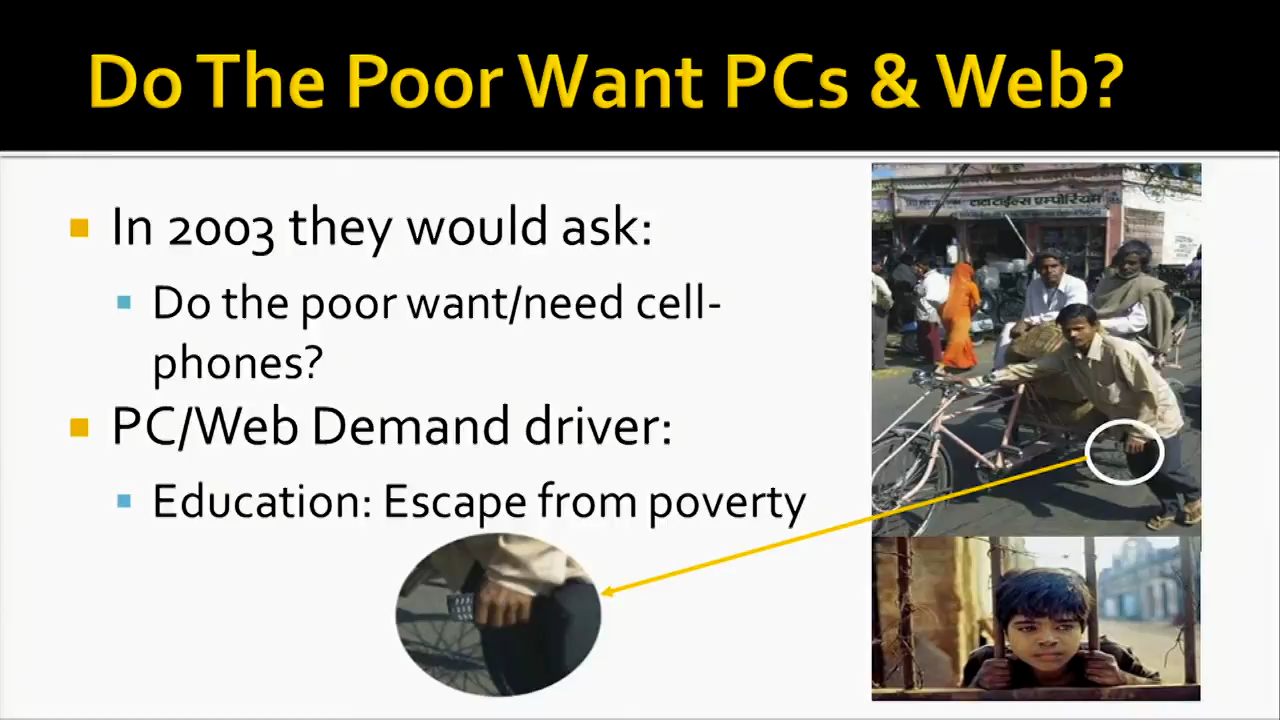 Do The Poor Want PCs & Web?
In 2003 they would ask:
Do the poor want/need cell-
phones?
PC/Web Demand driver:
Education: Escape from poverty